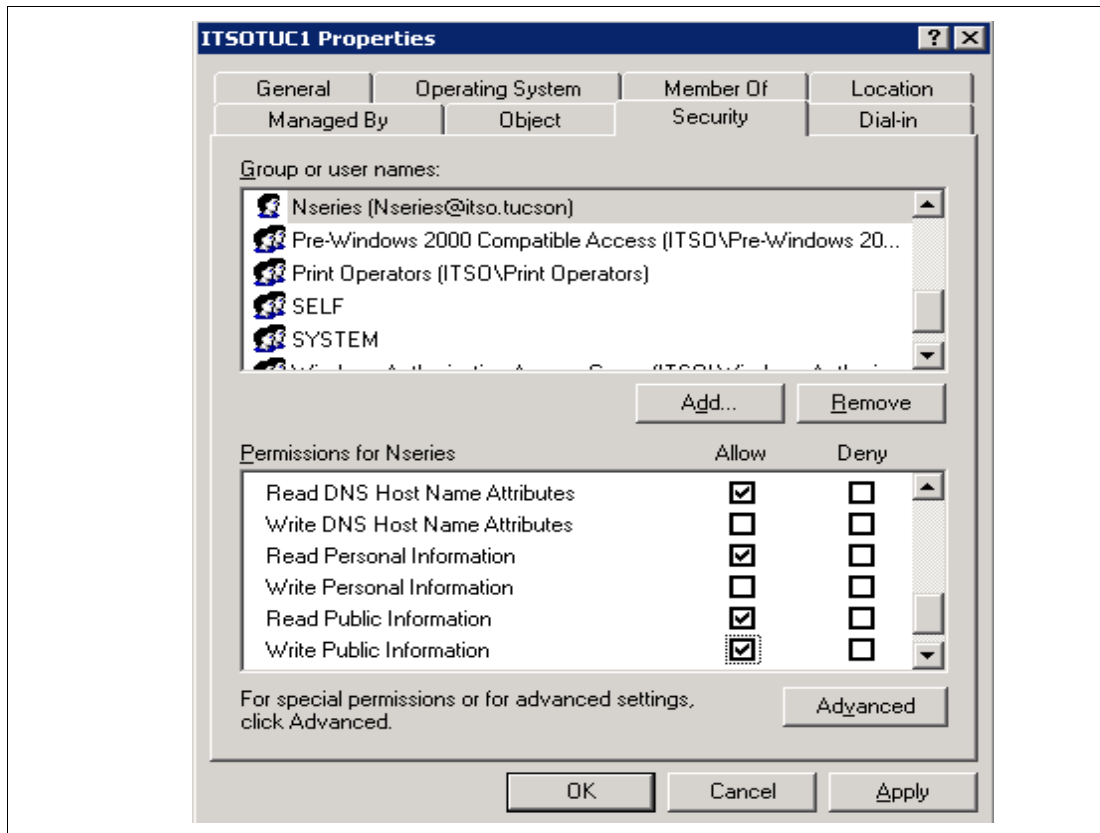 ITSOTUC1 Properties
General Operating System Member Of Location
Managed By Object Security Dial-in
Group or user names:
Nseries (Nseries@itso.tucson)
Pre-Windows 2000 Compatible Access (ITSO\Pre-Windows 20...
Print Operators (ITSO\Print Operators)
SELF
SYSTEM
Add... Remove
Permissions for Nseries Allow Deny
Read DNS Host Name Attributes
Write DNS Host Name Attributes
Read Personal Information
Write Personal Information
Read Public Information
Write Public Information
For special permissions or for advanced settings,
click Advanced.
Advanced
OK Cancel Apply